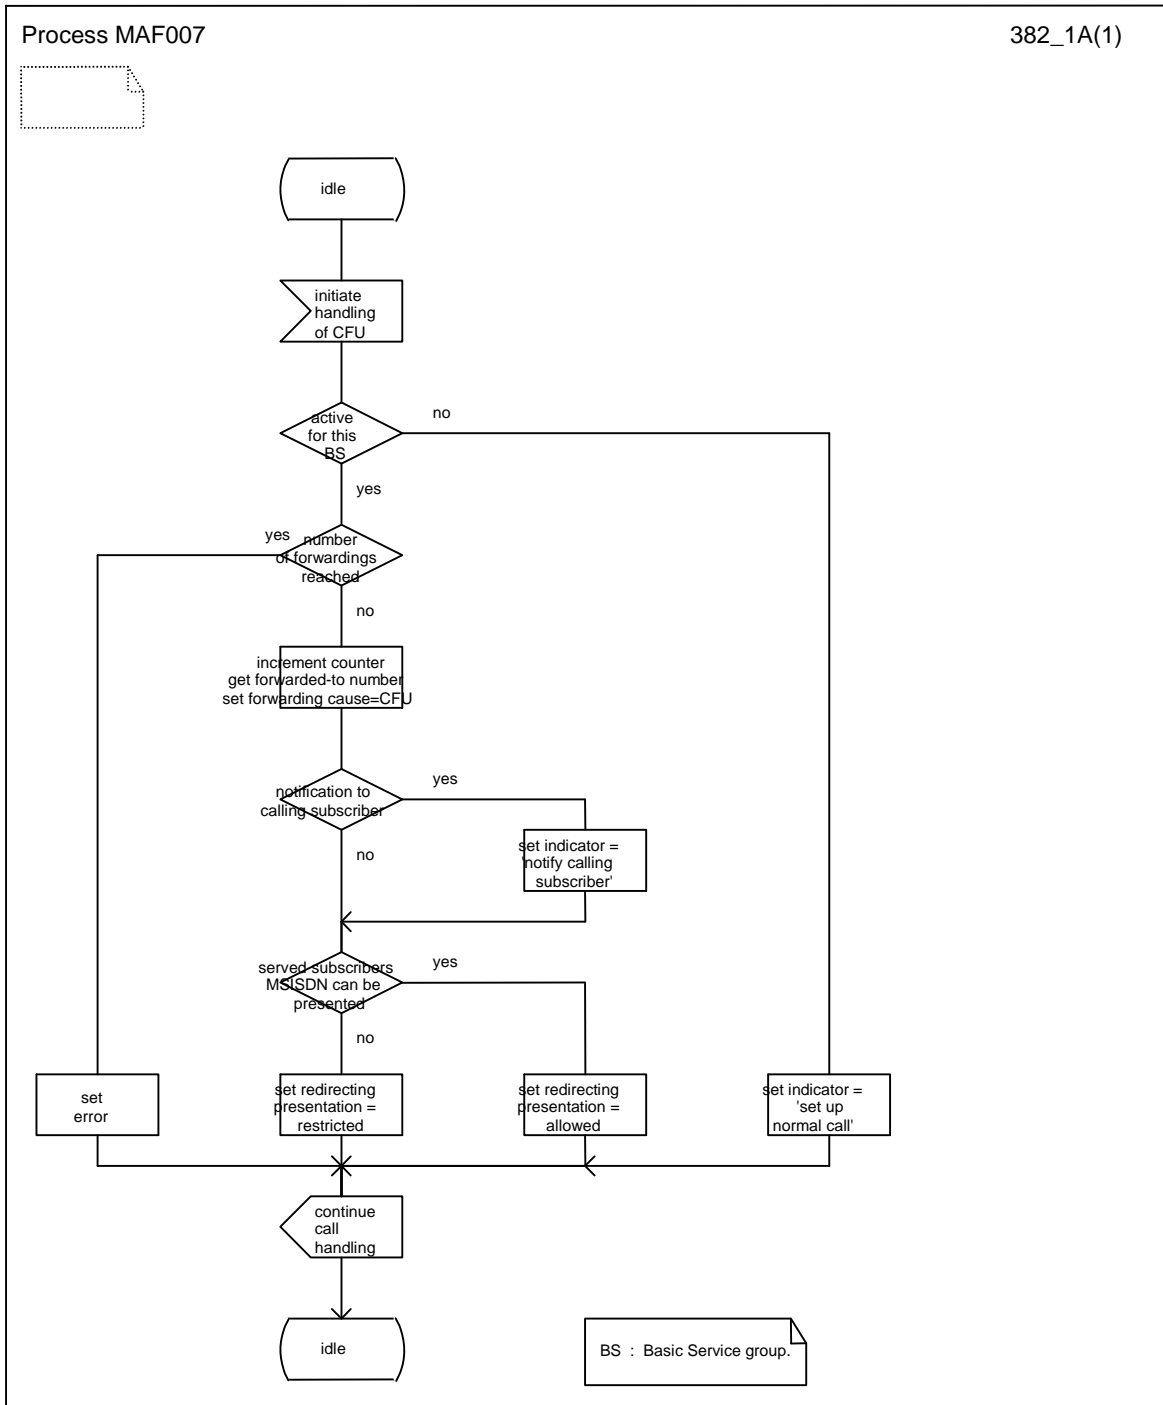 Process MAF007
382_1A(1)
idle
initiate
handling
of CFU
active
for this
BS
no
yes
yes
number
of forwardings
reached
no
increment counter
get forwarded-to number
set forwarding cause=CFU
notification to
calling subscriber
yes
no
set indicator =
'notify calling
subscriber'
served subscribers
MSISDN can be
presented
yes
no
set
error
set redirecting
presentation =
restricted
set redirecting
presentation =
allowed
set indicator =
'set up
normal call'
continue
call
handling
idle
BS : Basic Service group.